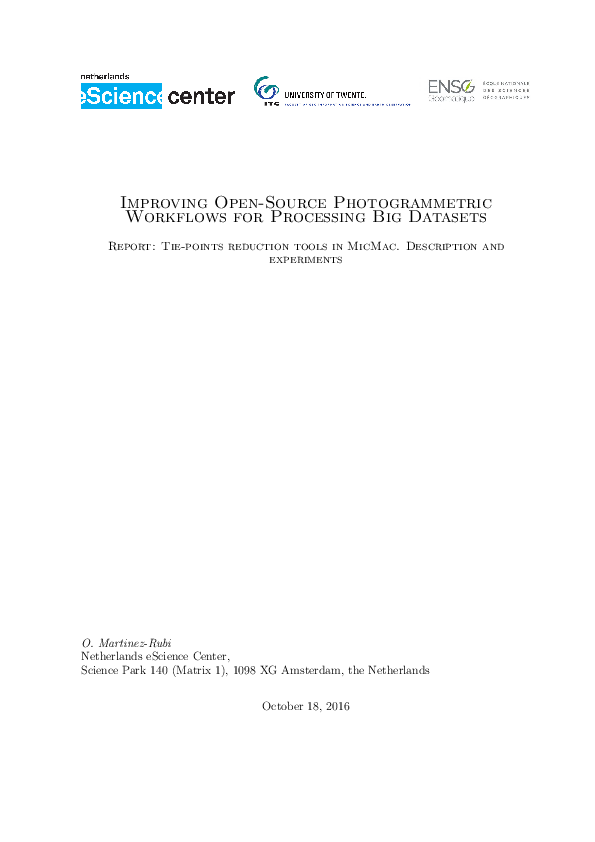 netherlands
eScience center
ITC
UNIVERSITY OF TWENTE.
ENSG
Géomatique
ÉCOLE NATIONALE
DES SCIENCES
GÉOGRAPHIQUES
Improving Open-Source Photogrammetric
Workflows for Processing Big Datasets
Report: Tie-points reduction tools in MicMac. Description and
experiments
O. Martinez-Rubi
Netherlands eScience Center,
Science Park 140 (Matrix 1), 1098 XG Amsterdam, the Netherlands
October 18, 2016